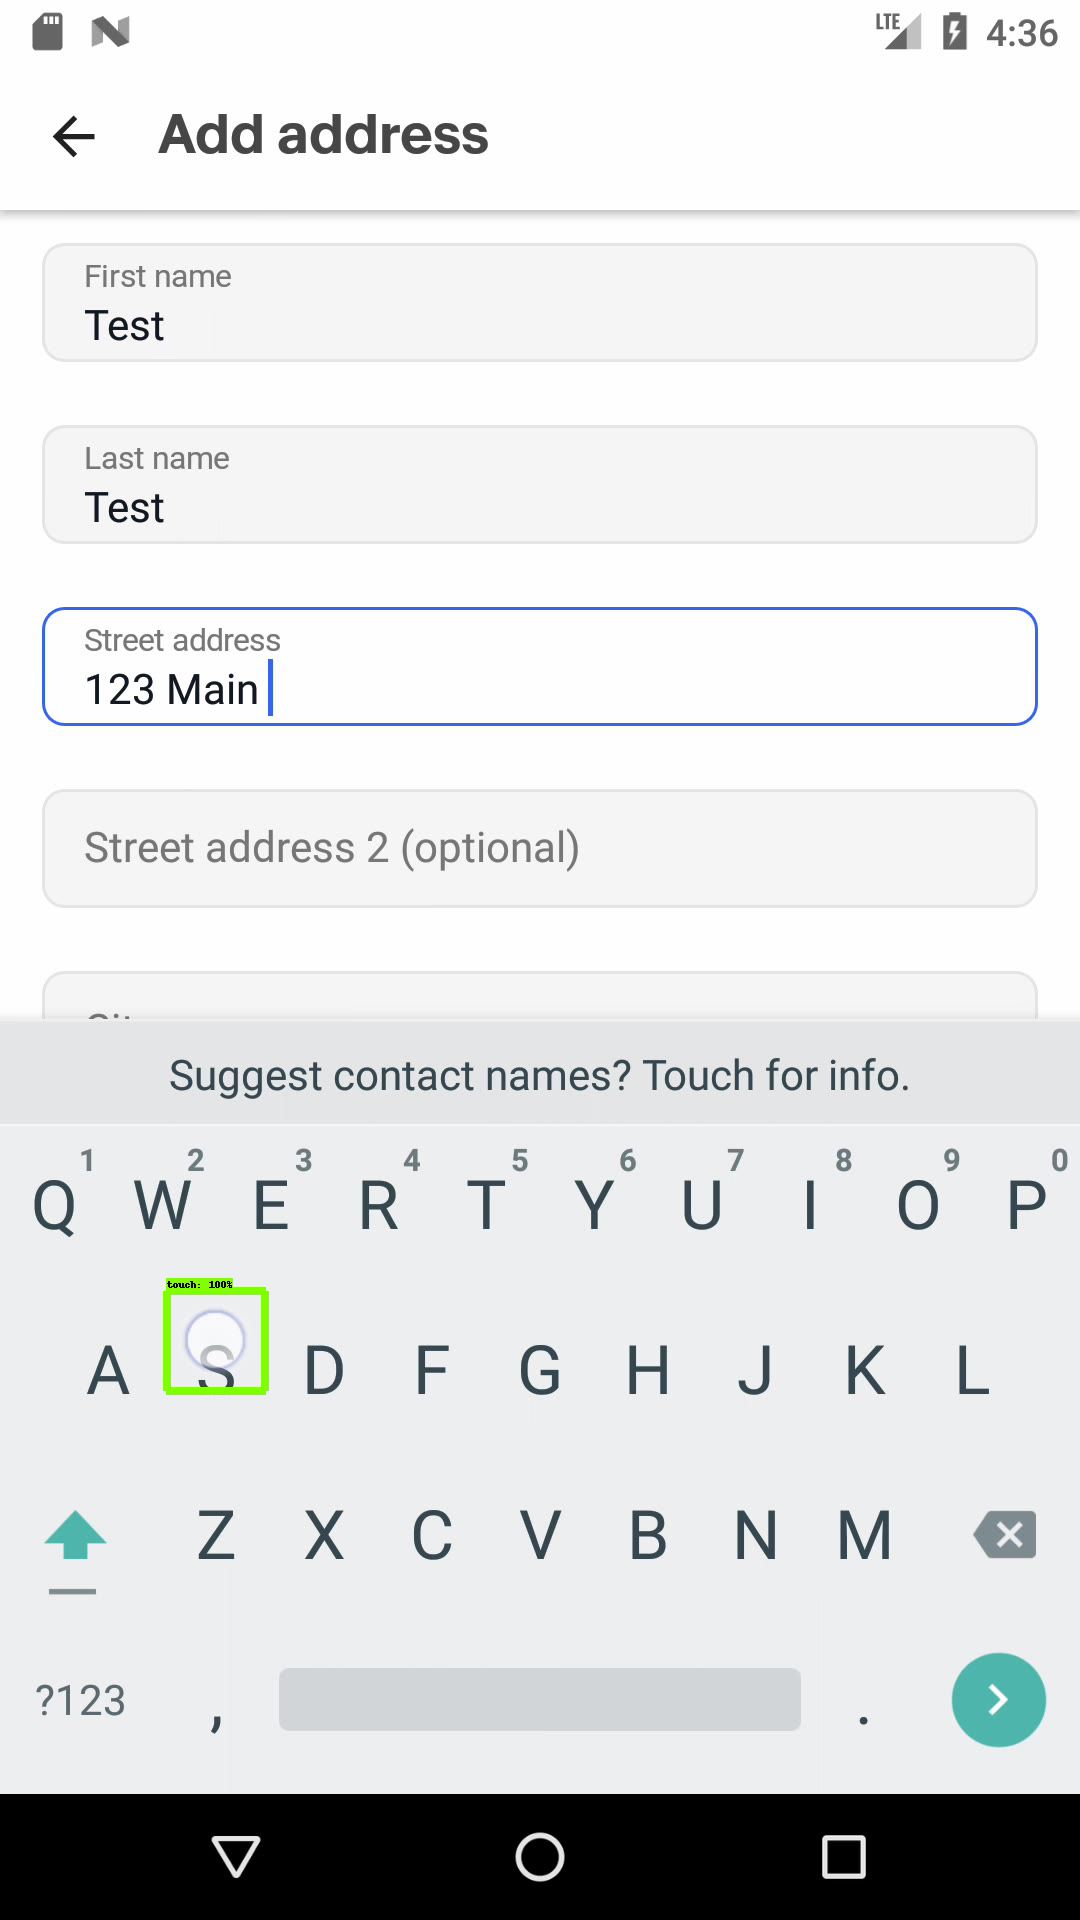 LTE 4:36
Add address
First name
Test
Last name
Test
Street address
123 Main
Street address 2 (optional)
Suggest contact names? Touch for info.
1 2 3 4 5 6 7 8 9 0
Q W E R T Y U I O P
touch: 100%
A S D F G H J K L
Z X C V B N M
?123 , .